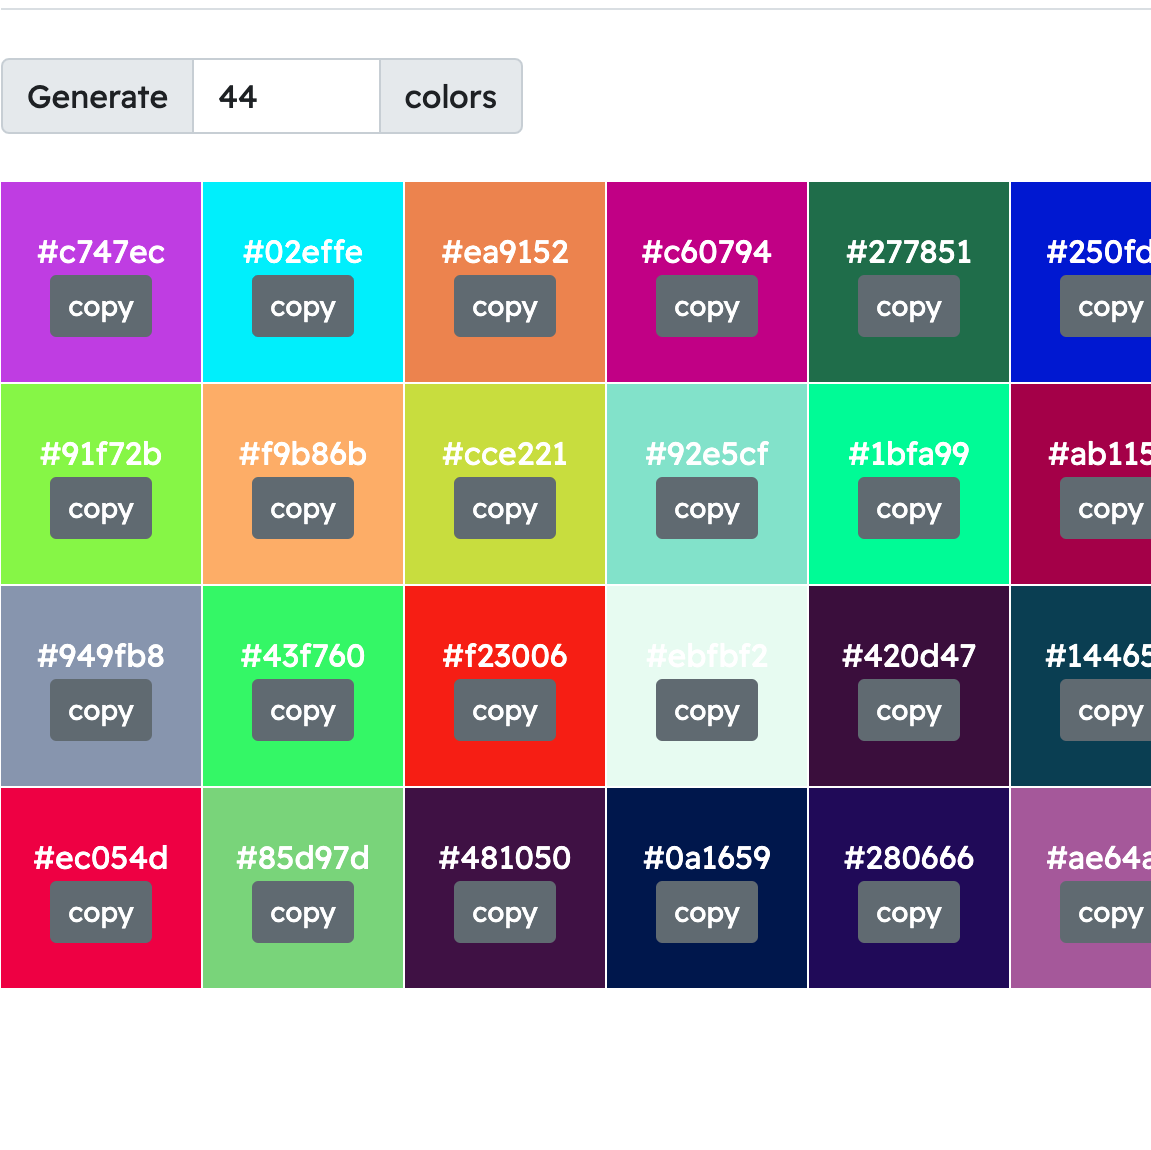 Generate 44 colors
#c747ec #02effe #ea9152 #c60794 #277851 #250fd
copy copy copy copy copy copy
#91f72b #f9b86b #cce221 #92e5cf #1bfa99 #ab115
copy copy copy copy copy copy
#949fb8 #43f760 #f23006 #ebfbf2 #420d47 #14465
copy copy copy copy copy copy
#ec054d #85d97d #481050 #0a1659 #280666 #ae64a
copy copy copy copy copy copy